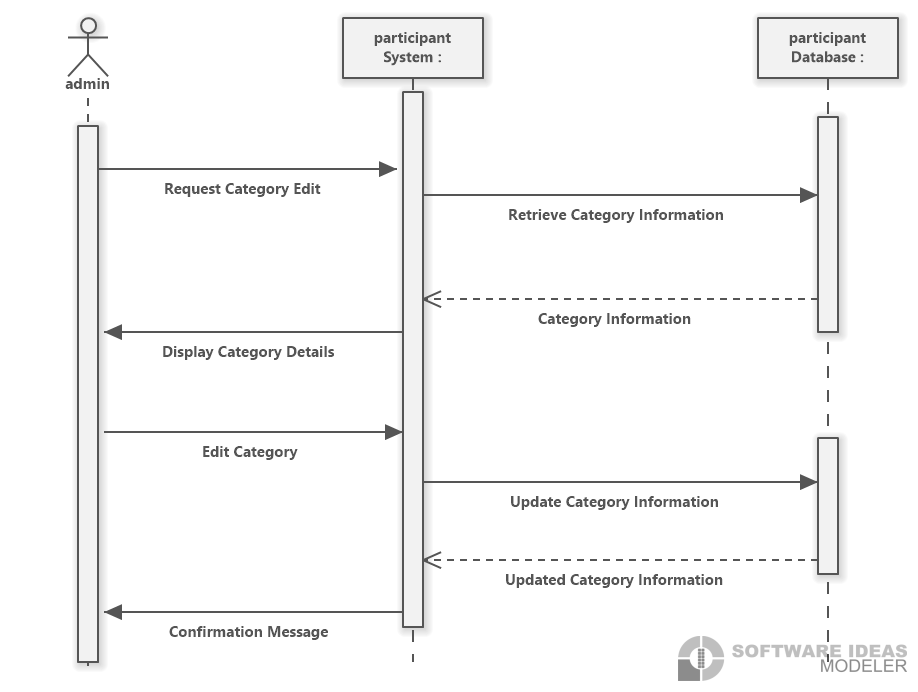 participant
System :
participant
Database :
admin
Request Category Edit
Retrieve Category Information
Category Information
Display Category Details
Edit Category
Update Category Information
Updated Category Information
Confirmation Message
SOFTWARE IDEAS
MODELER